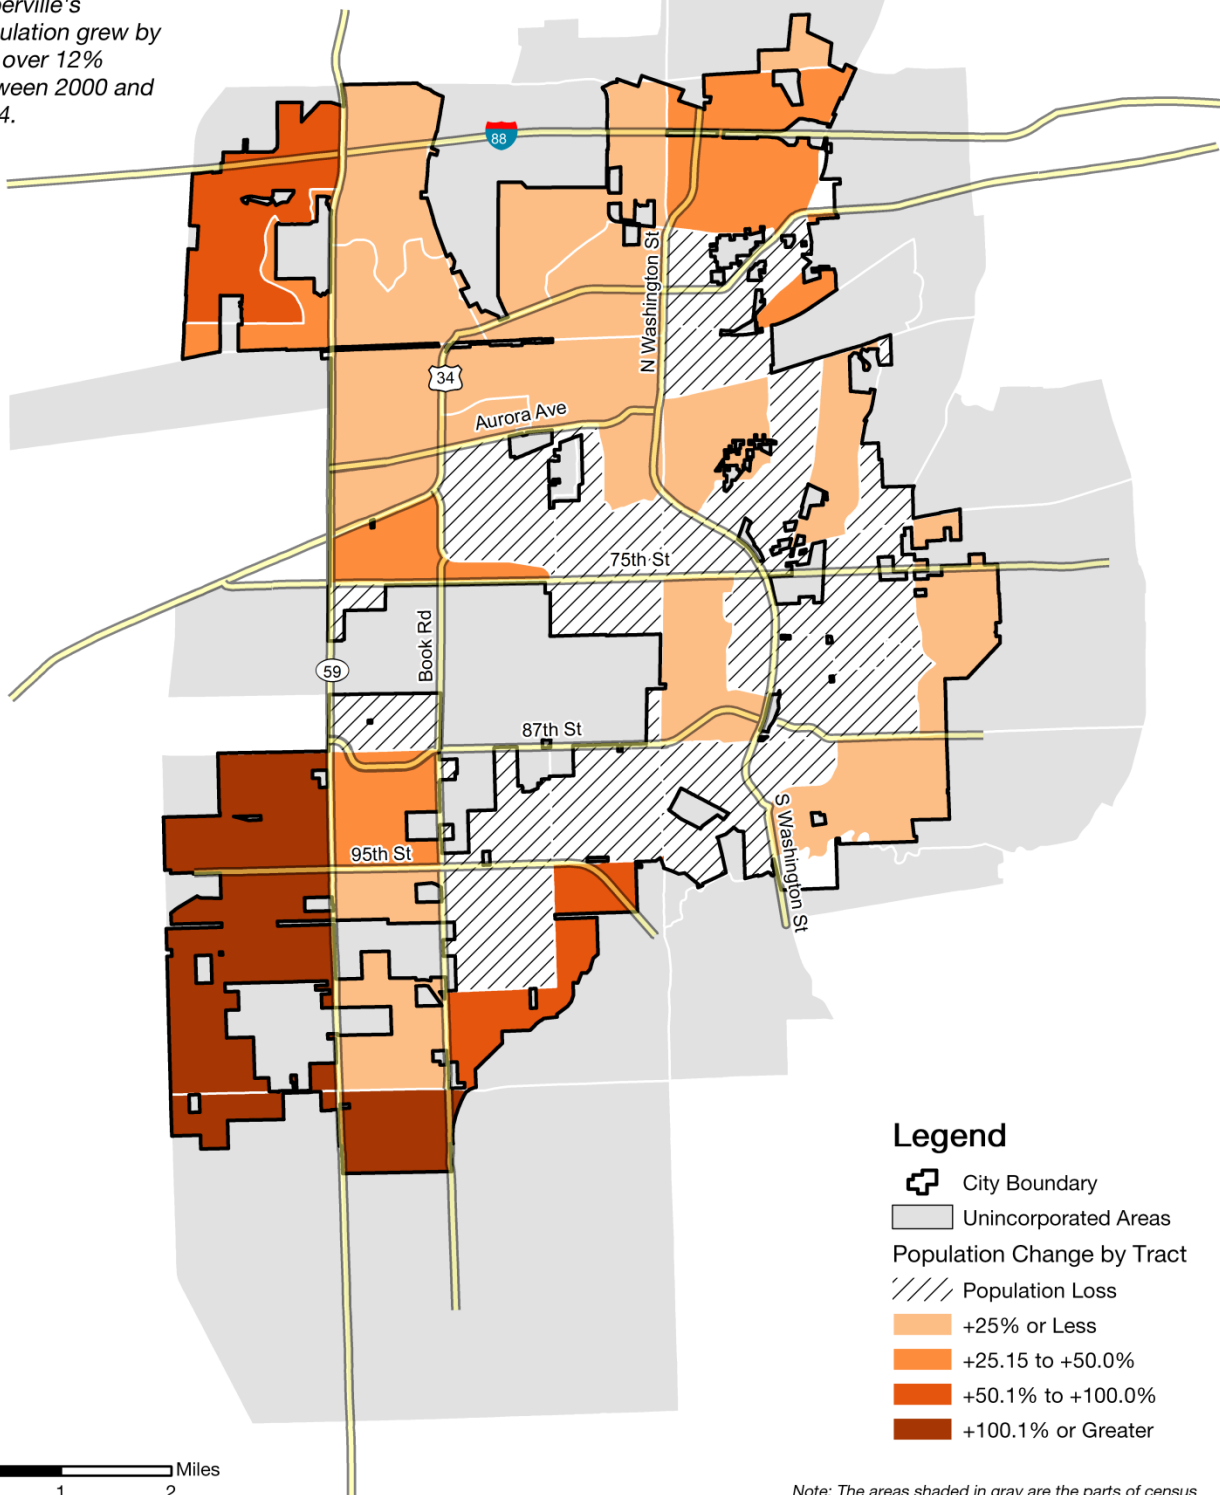 erville's
ulation grew by
over 12%
ween 2000 and
4.
88
N Washington St
34
Aurora Ave
75th St
Book Rd
59
87th St
S Washington St
95th St
Legend
City Boundary
Unincorporated Areas
Population Change by Tract
Population Loss
+25% or Less
+25.15 to +50.0%
+50.1% to +100.0%
+100.1% or Greater
Miles
1
2
Note: The areas shaded in gray are the parts of census